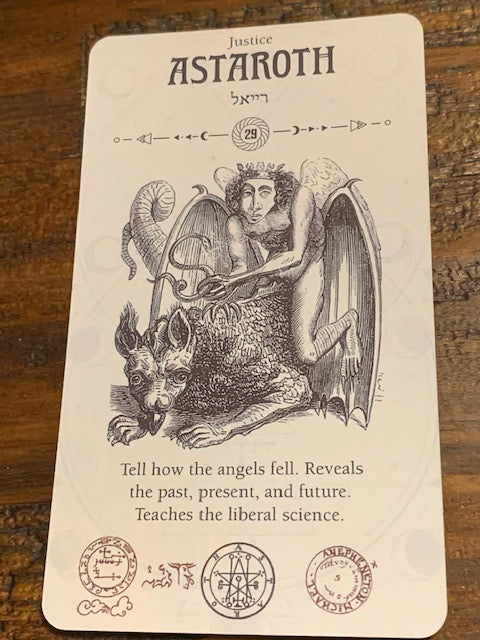 Justice
ASTAROTH
רייאל
29
Tell how the angels fell. Reveals
the past, present, and future.
Teaches the liberal science.
A S T A R O T H
MICHAEL